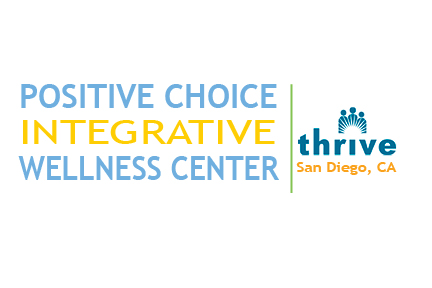 POSITIVE CHOICE
INTEGRATIVE
WELLNESS CENTER
thrive
San Diego, CA